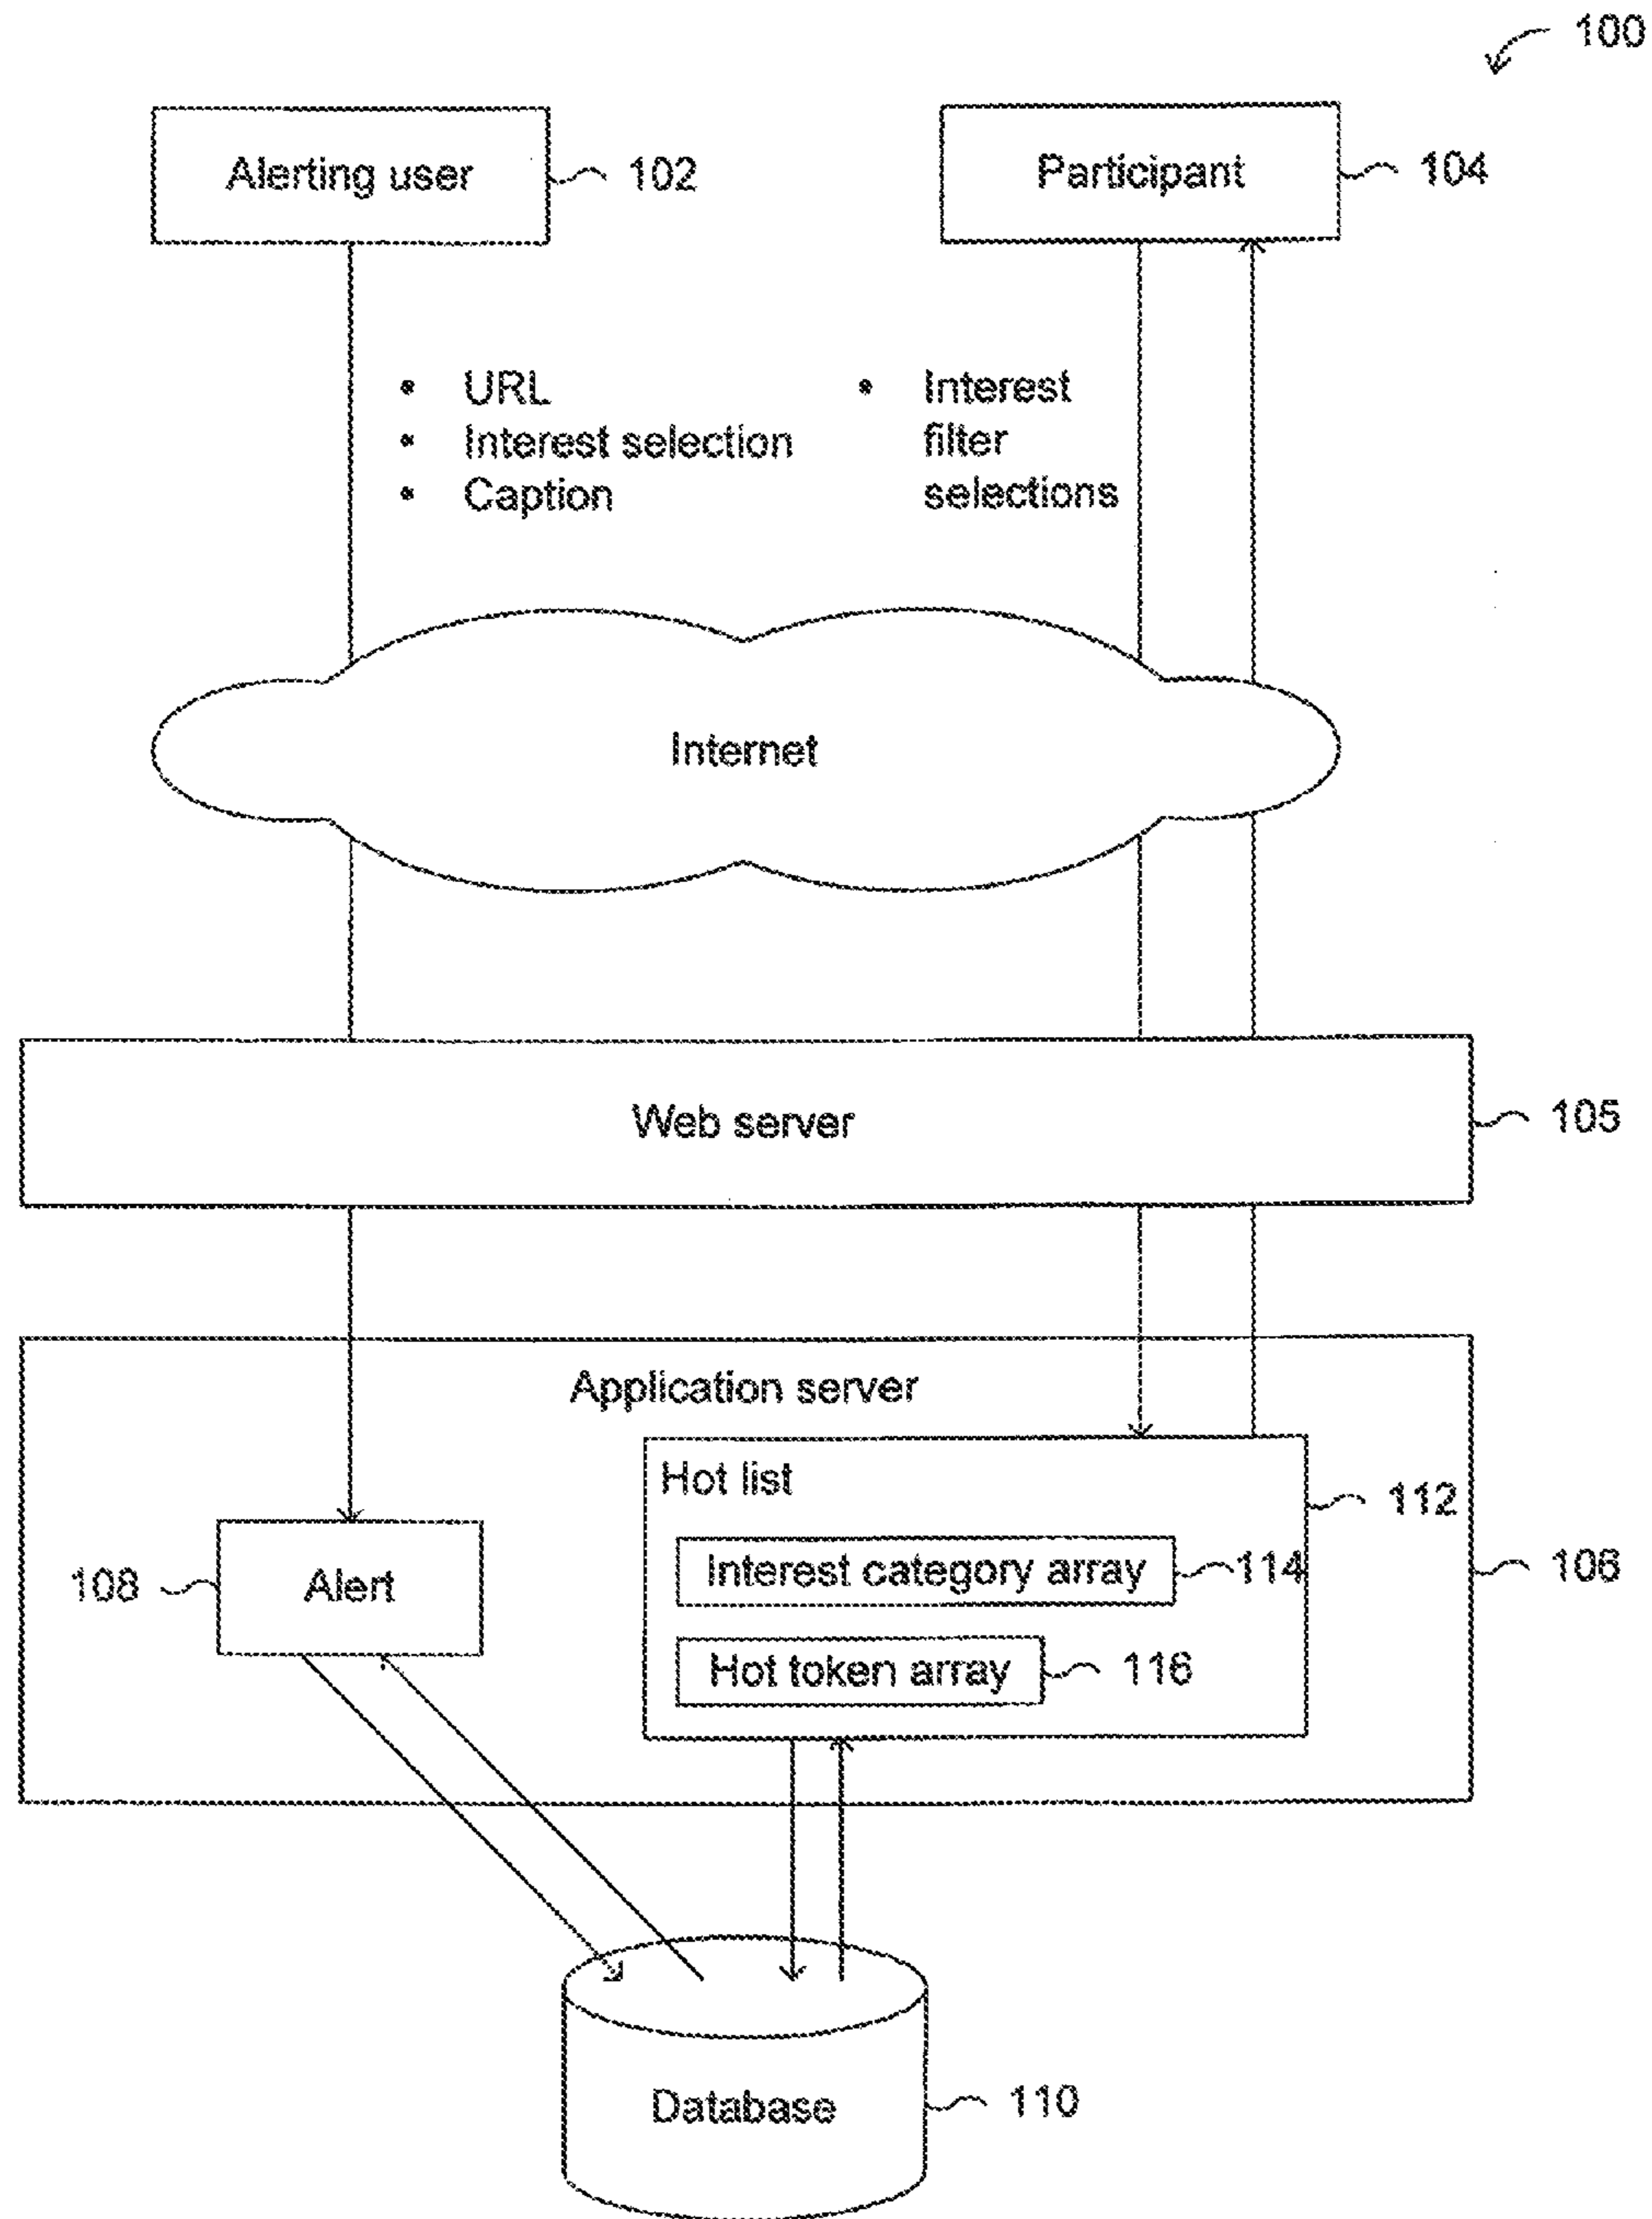 100
Alerting user
102
Participant
104
• URL
• Interest selection
• Caption
• Interest
filter
selections
Internet
Web server
105
Application server
Hot list
112
Interest category array
114
106
108
Alert
Hot token array
116
Database
110